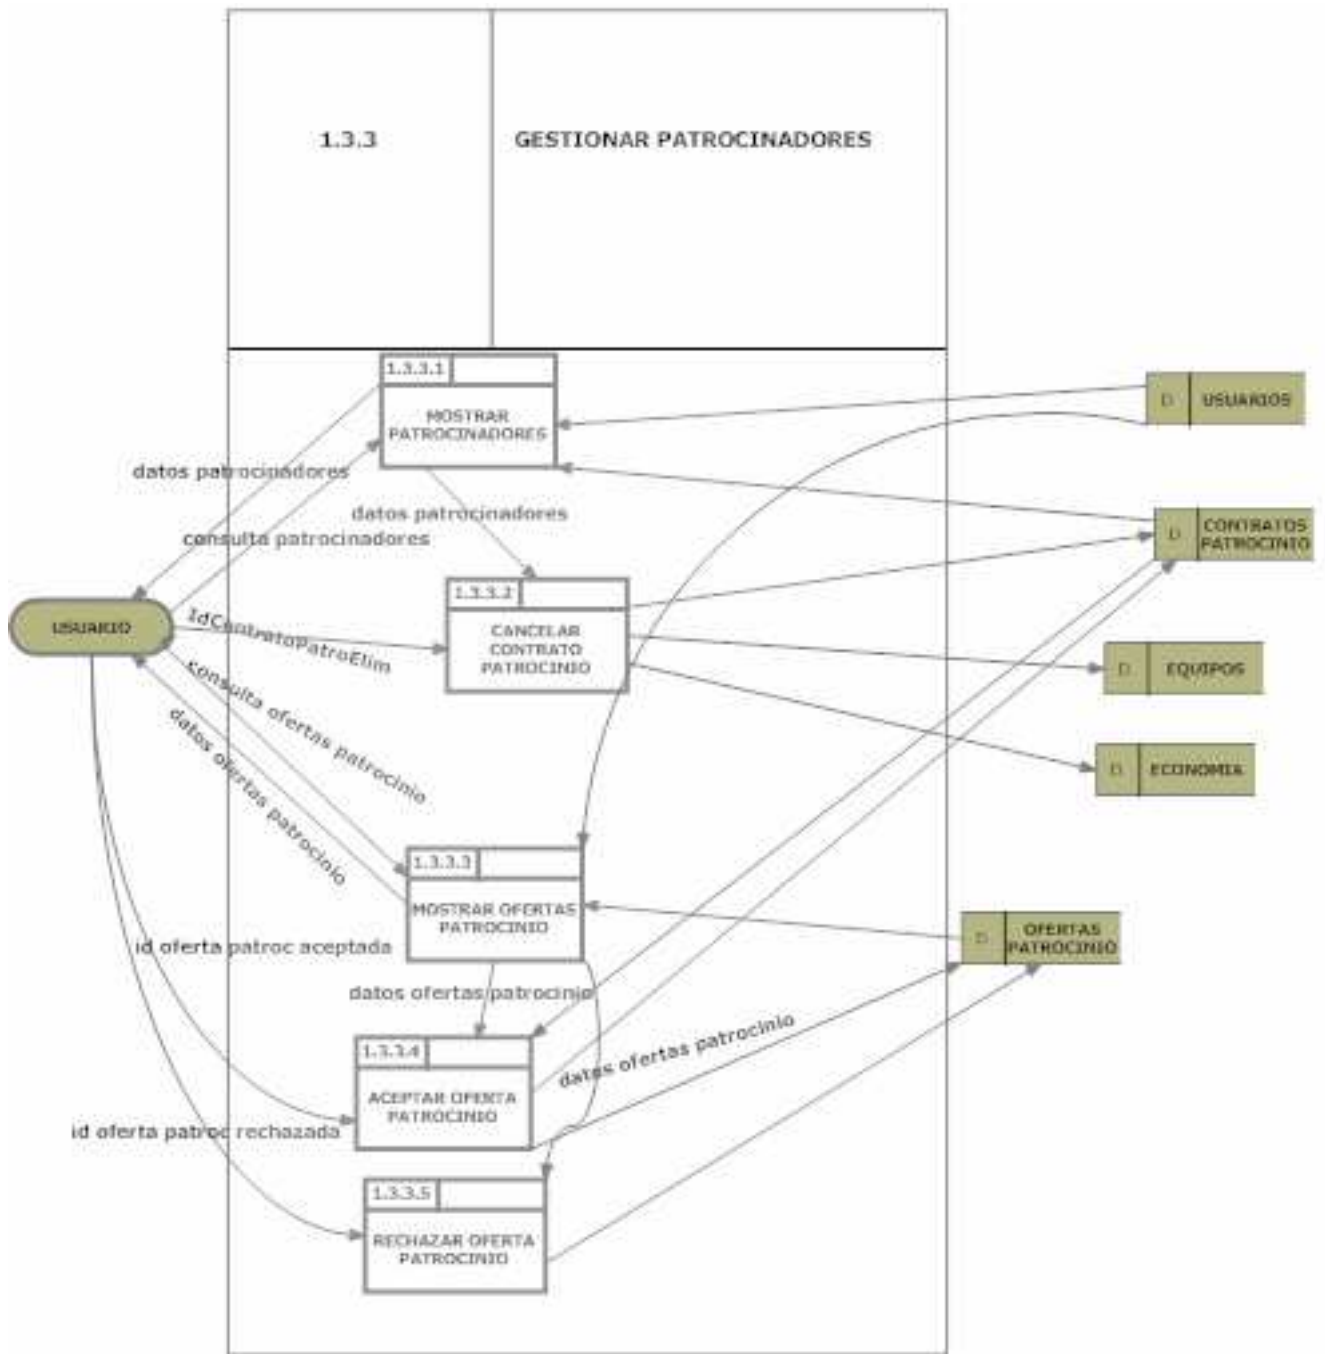 1.3.3
GESTIONAR PATROCINADORES
1.3.3.1
MOSTRAR
PATROCINADORES
D
USUARIOS
datos patrocinadores
datos patrocinadores
consulta patrocinadores
D
CONTRATOS
PATROCINIO
1.3.3.2
CANCELAR
CONTRATO
PATROCINIO
USUARIO
IdContratoPatroElim
D
EQUIPOS
consulta ofertas patrocinio
datos ofertas patrocinio
D
ECONOMIA
1.3.3.3
MOSTRAR OFERTAS
PATROCINIO
D
OFERTAS
PATROCINIO
id oferta patroc aceptada
datos ofertas patrocinio
datos ofertas patrocinio
1.3.3.4
ACEPTAR OFERTA
PATROCINIO
id oferta patroc rechazada
1.3.3.5
RECHAZAR OFERTA
PATROCINIO